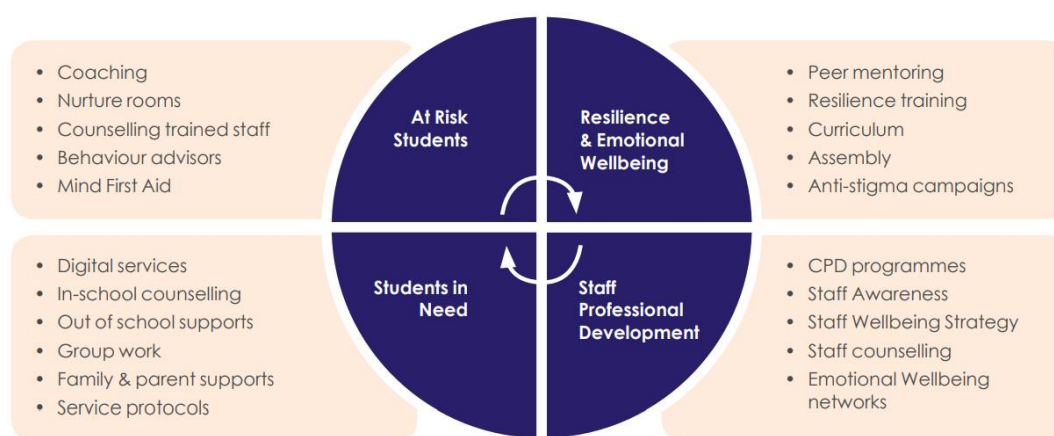 • Coaching
• Nurture rooms
• Counselling trained staff
• Behaviour advisors
• Mind First Aid
At Risk
Students
Resilience
& Emotional
Wellbeing
• Peer mentoring
• Resilience training
• Curriculum
• Assembly
• Anti-stigma campaigns
• Digital services
• In-school counselling
• Out of school supports
• Group work
• Family & parent supports
• Service protocols
Students in
Need
Staff
Professional
Development
• CPD programmes
• Staff Awareness
• Staff Wellbeing Strategy
• Staff counselling
• Emotional Wellbeing
networks